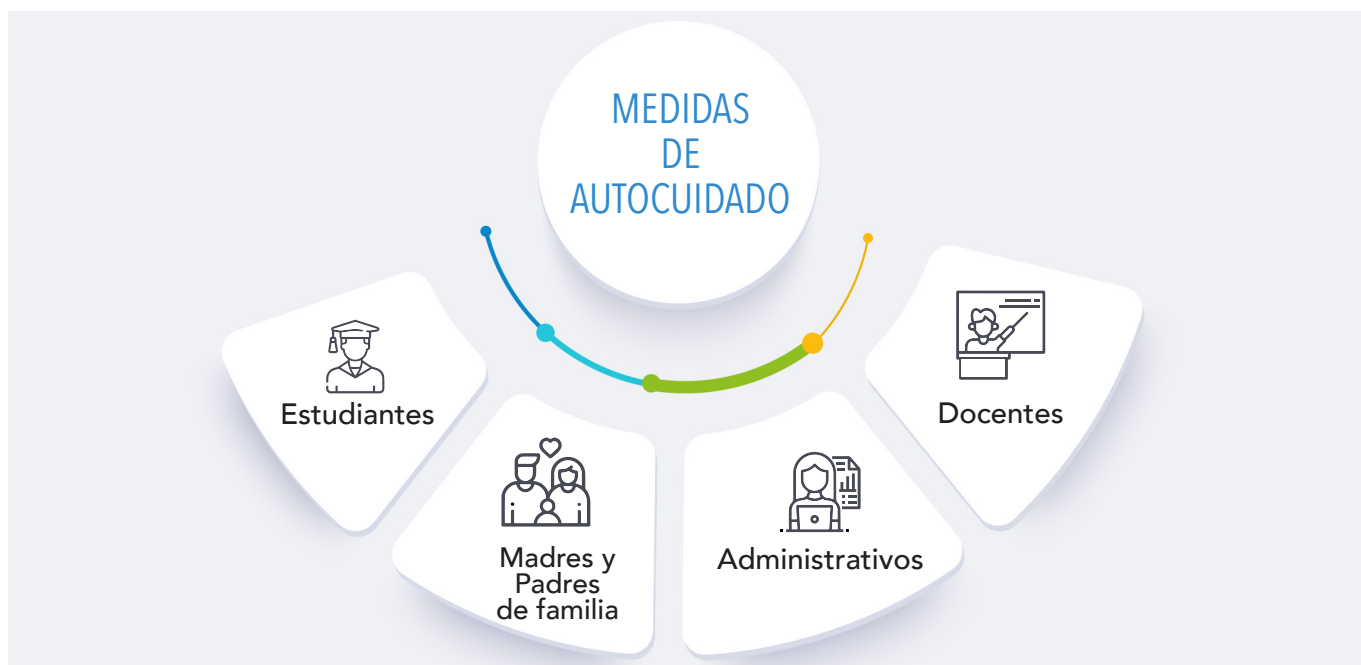 MEDIDAS
DE
AUTOCUIDADO
Estudiantes
Madres y
Padres
de familia
Administrativos
Docentes